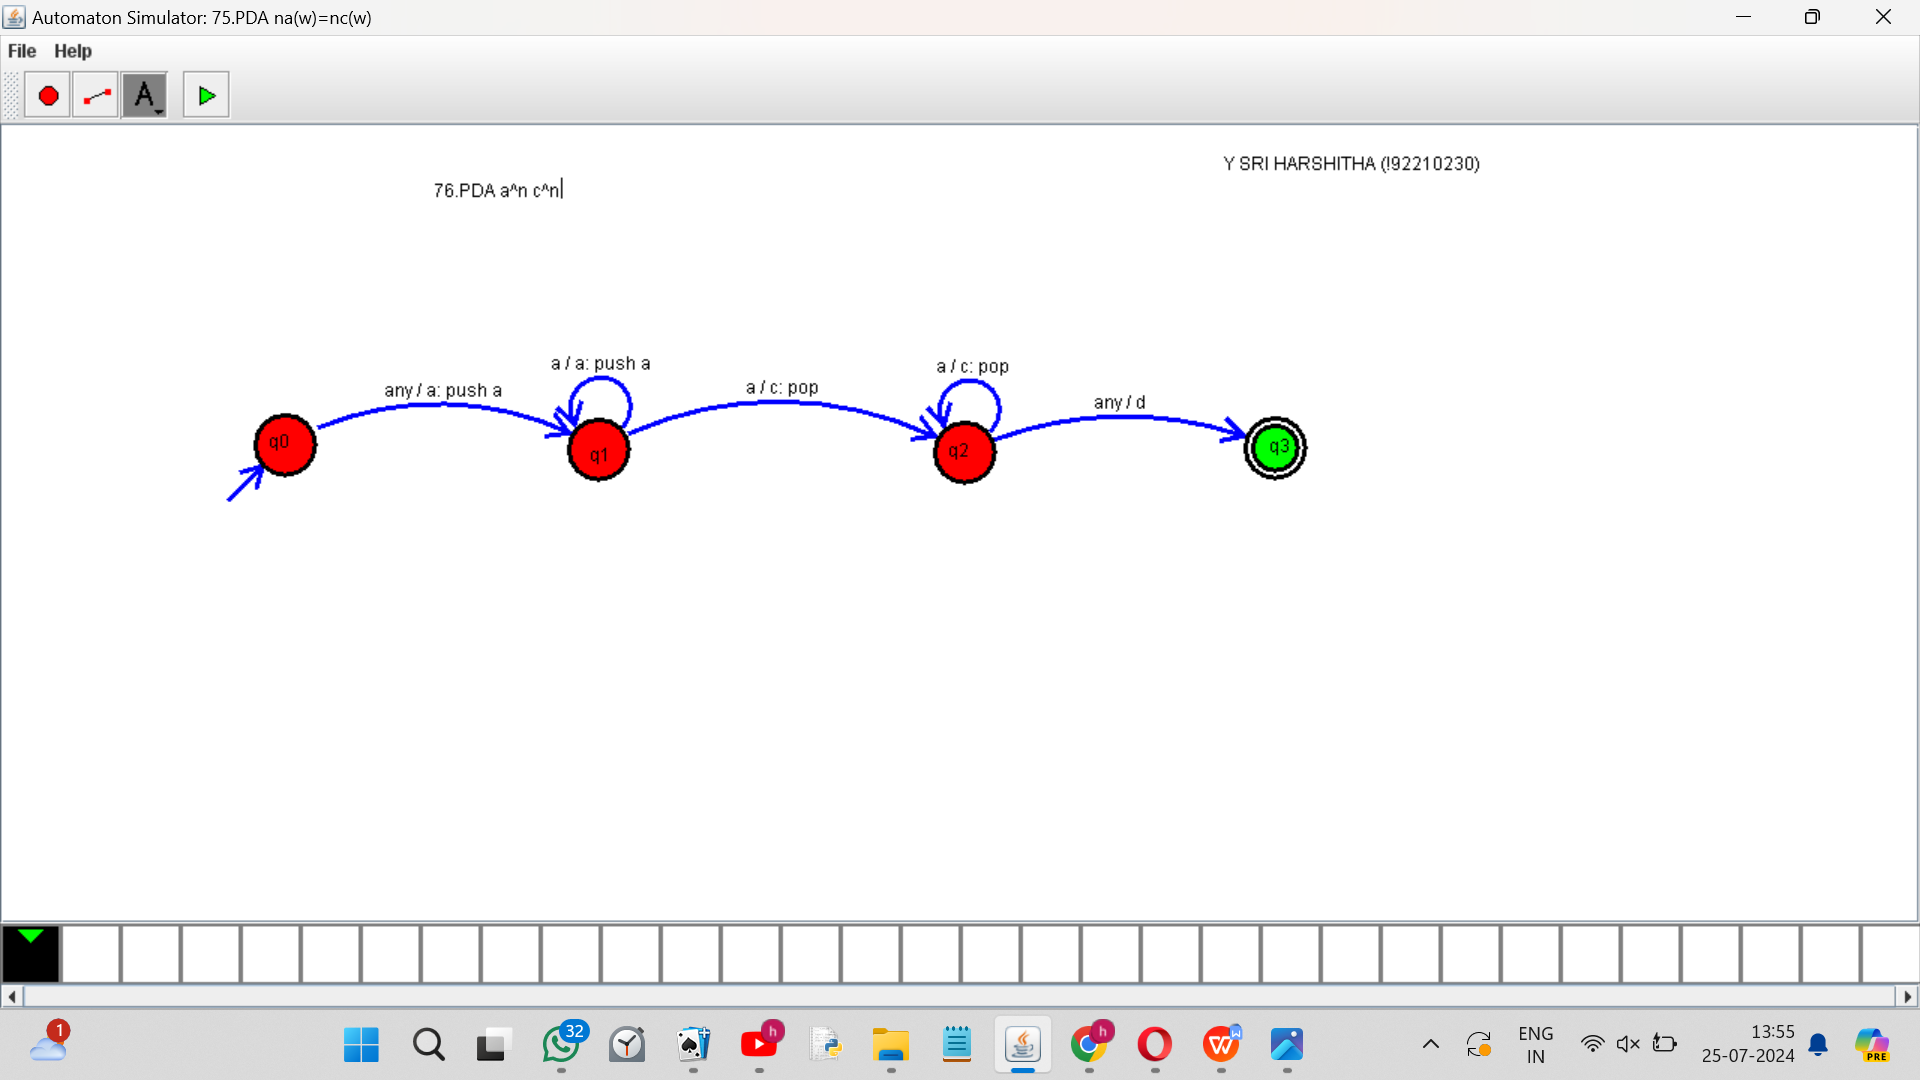 Automaton Simulator: 75.PDA na(w)=nc(w)
File Help
A
Y SRI HARSHITHA (!92210230)
76.PDA a^n c^n
a / a: push a
a / c: pop
any / a: push a
a / c: pop
any / d
q0
q1
q2
q3
1
32
h
h
W
W
ENG
IN
13:55
25-07-2024
PRE